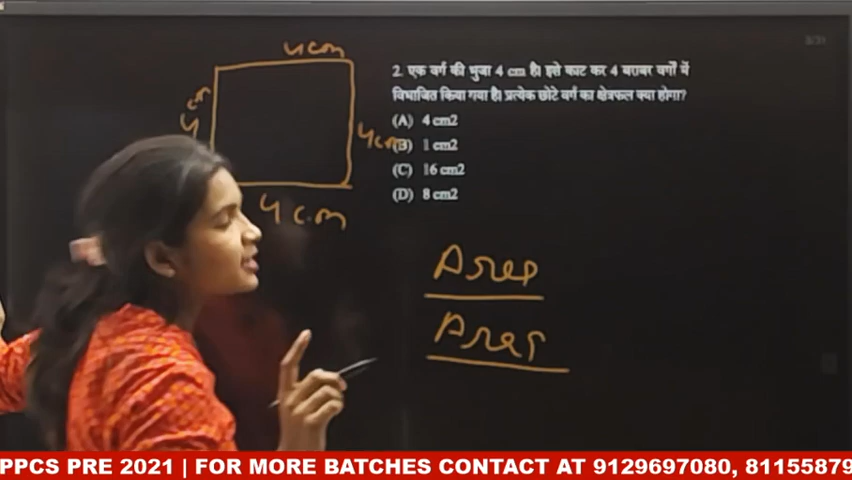 4cm
2. एक वर्ग की भुजा 4 cm है। इसे काट कर 4 बराबर वर्गों में
विभाजित किया गया है। प्रत्येक छोटे वर्ग का क्षेत्रफल क्या होगा?
(A) 4 cm2
4
4cm
(B) 1 cm2
(C) 16 cm2
(D) 8 cm2
4 cm
Area
Area
PPCS PRE 2021 | FOR MORE BATCHES CONTACT AT 9129697080, 81155879